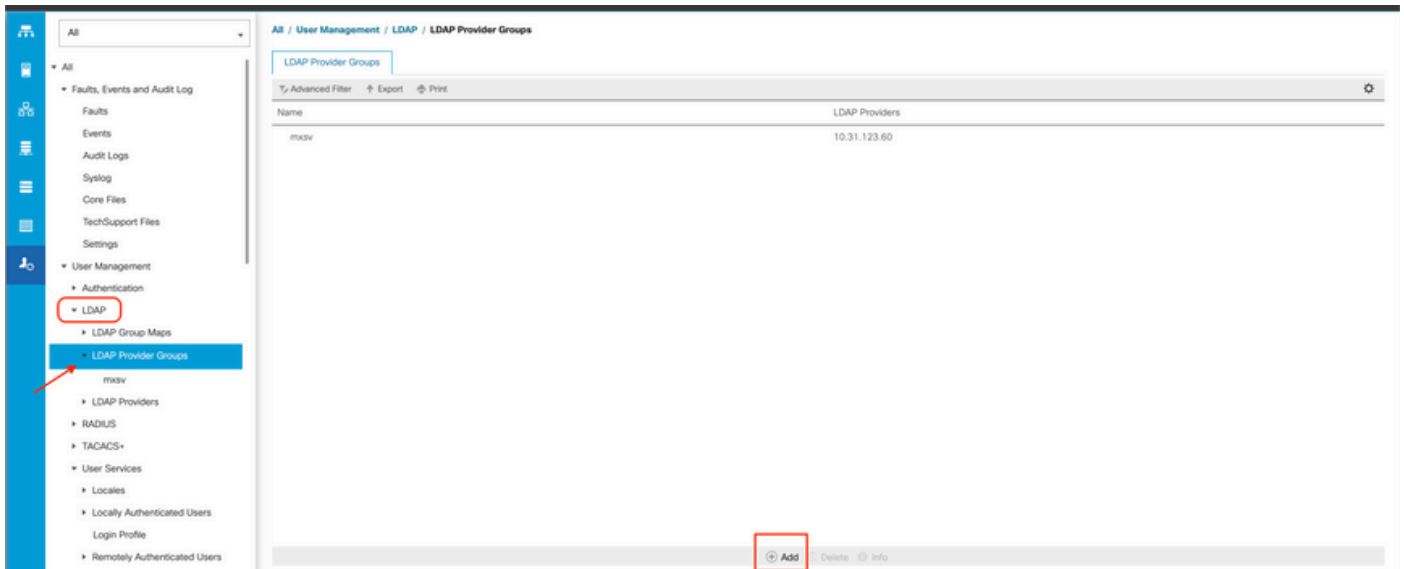 All
All
Faults, Events and Audit Log
Faults
Events
Audit Logs
Syslog
Core Files
TechSupport Files
Settings
User Management
Authentication
LDAP
LDAP Group Maps
LDAP Provider Groups
mxsv
LDAP Providers
RADIUS
TACACS+
User Services
Locales
Locally Authenticated Users
Login Profile
Remotely Authenticated Users
All / User Management / LDAP / LDAP Provider Groups
LDAP Provider Groups
Advanced Filter Export Print
Name LDAP Providers
mxsv 10.31.123.60
Add Delete Info